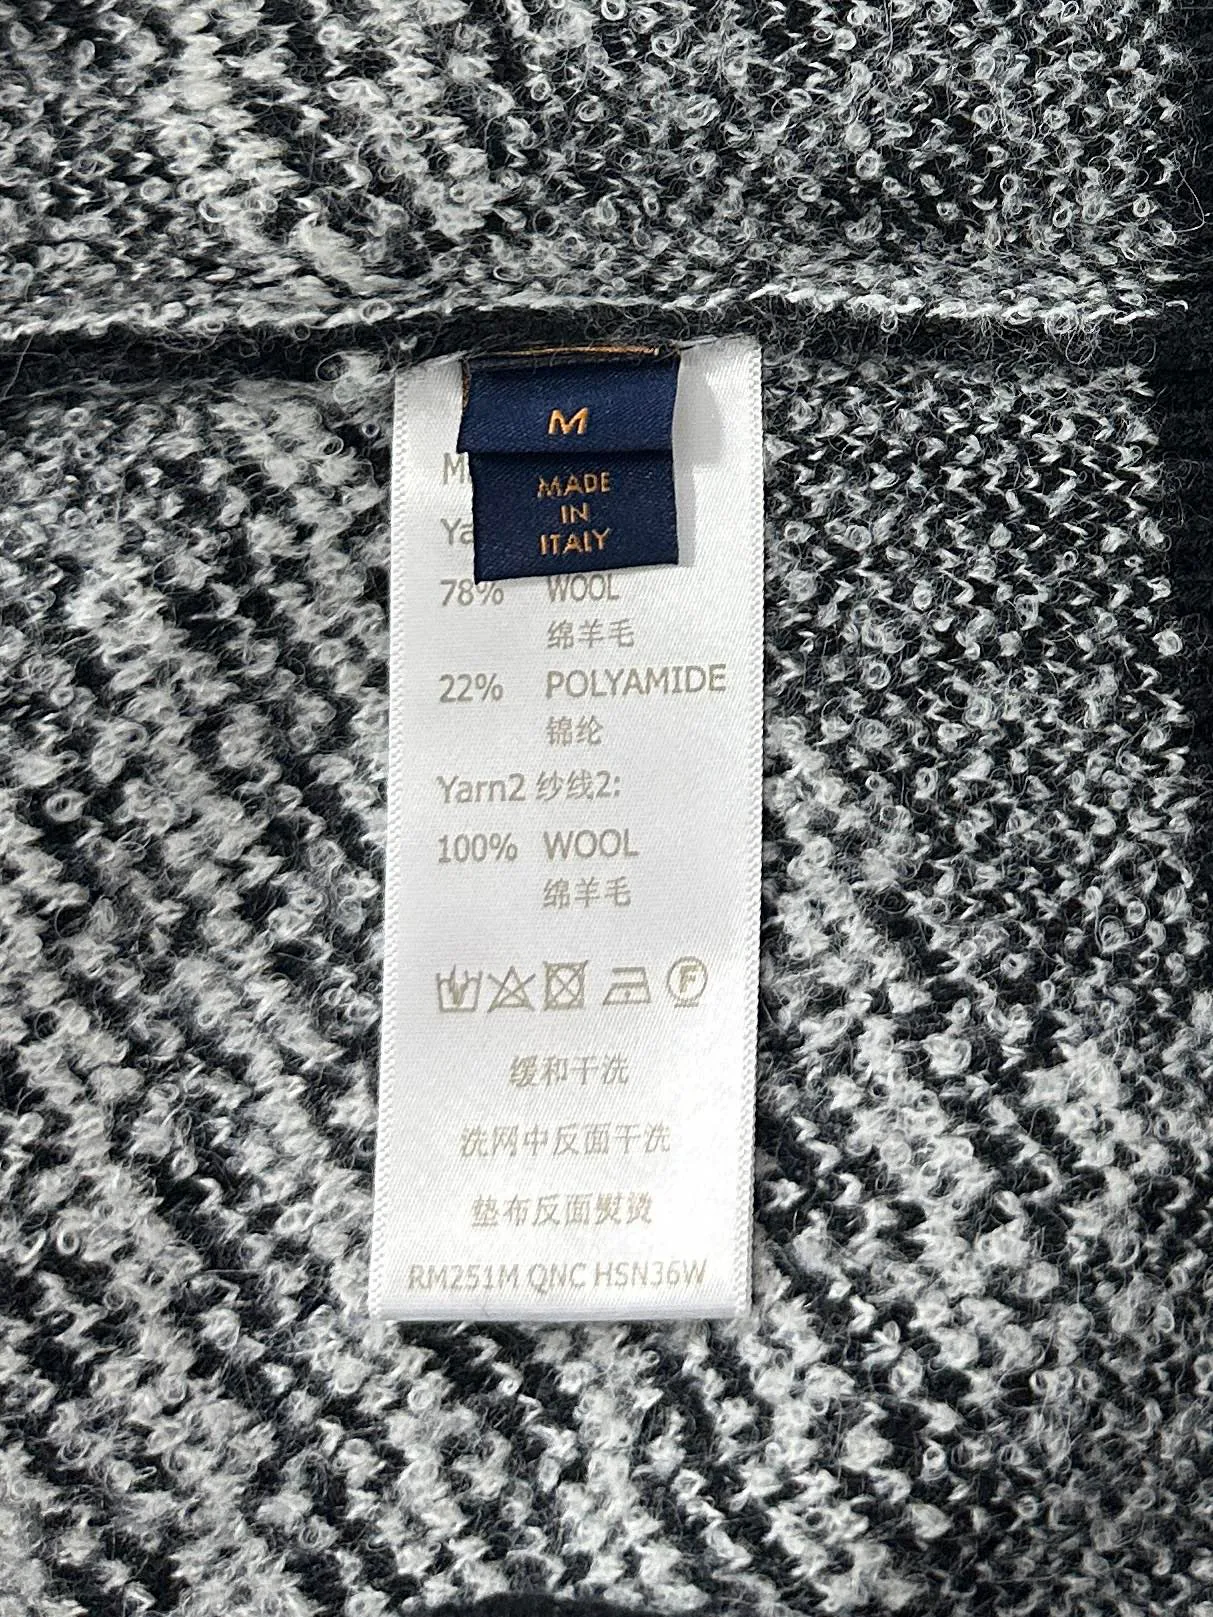 M
MADE
IN
ITALY
78% WOOL
绵羊毛
22% POLYAMIDE
锦纶
Yarn2 纱线2:
100% WOOL
绵羊毛
F
缓和干洗
洗网中反面干洗
垫布反面熨烫
RM251M QNC HSN36W